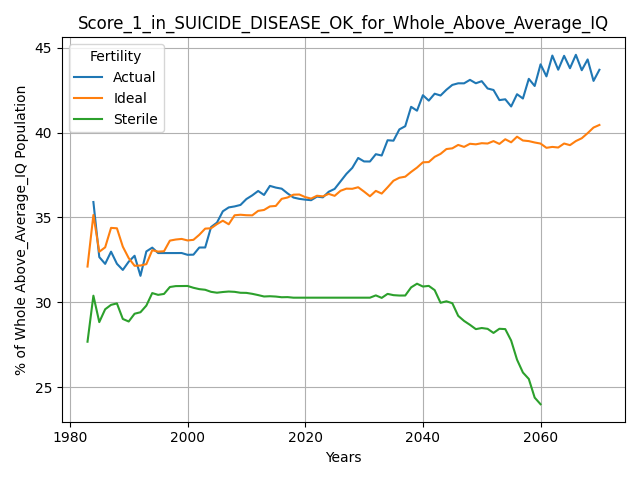 Score_1_in_SUICIDE_DISEASE_OK_for_Whole_Above_Average_IQ
Fertility
Actual
Ideal
Sterile
% of Whole Above_Average_IQ Population
45
40
35
30
25
1980
2000
2020
2040
2060
Years